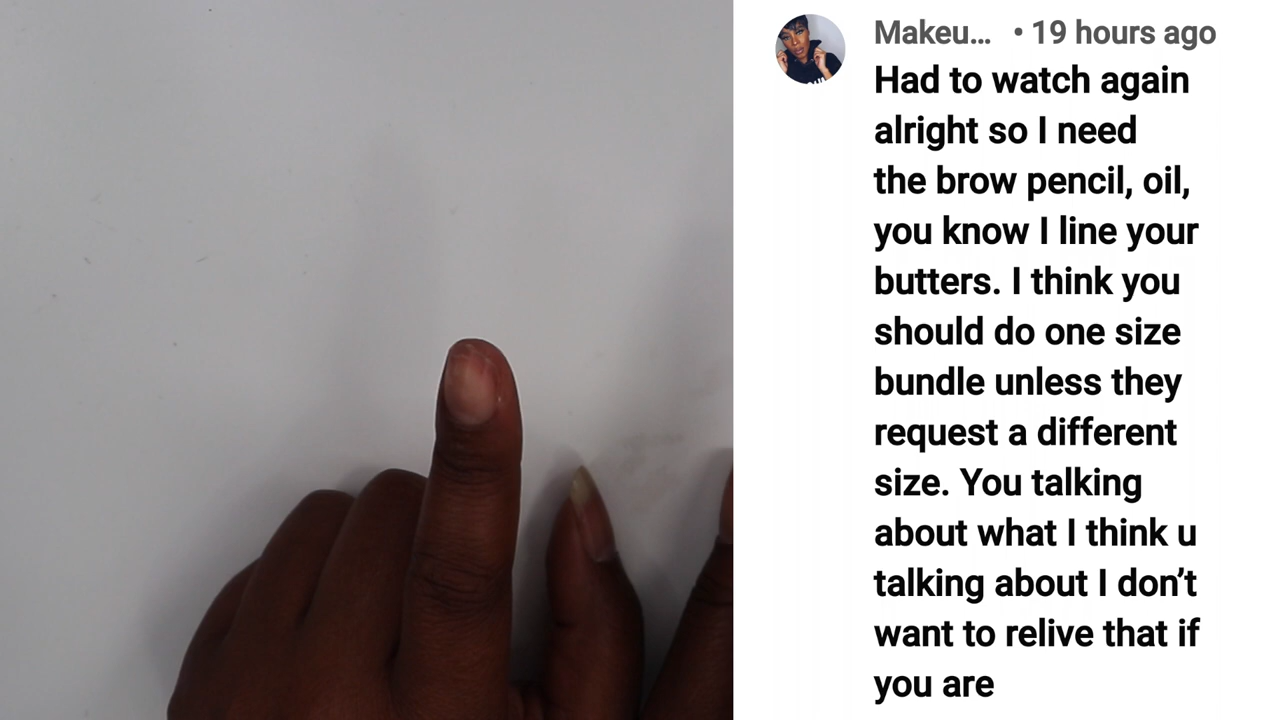 Makeu... • 19 hours ago
Had to watch again
alright so I need
the brow pencil, oil,
you know I line your
butters. I think you
should do one size
bundle unless they
request a different
size. You talking
about what I think u
talking about I don’t
want to relive that if
you are